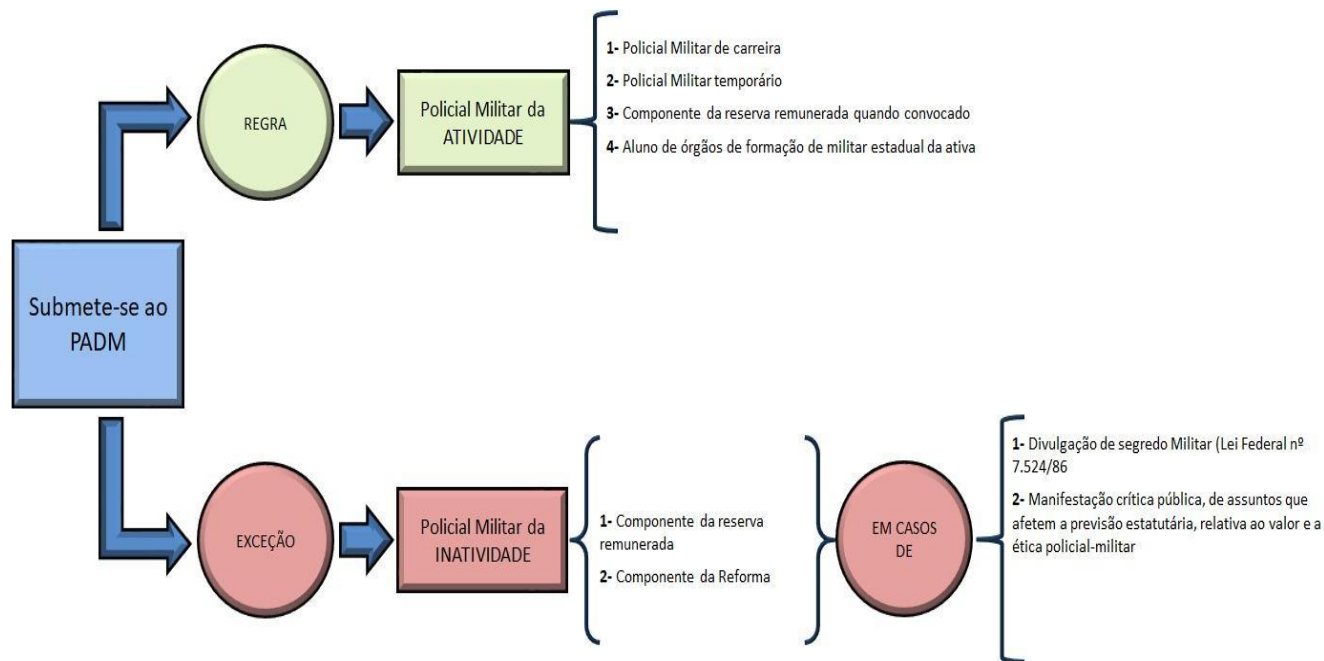 REGRA
Policial Militar da
ATIVIDADE
1- Policial Militar de carreira
2- Policial Militar temporário
3- Componente da reserva remunerada quando convocado
4- Aluno de órgãos de formação de militar estadual da ativa
Submete-se ao
PADM
EXCEÇÃO
Policial Militar da
INATIVIDADE
1- Componente da reserva
remunerada
2- Componente da Reforma
EM CASOS
DE
1- Divulgação de segredo Militar (Lei Federal nº
7.524/86
2- Manifestação crítica pública, de assuntos que
afetem a previsão estatutária, relativa ao valor e a
ética policial-militar